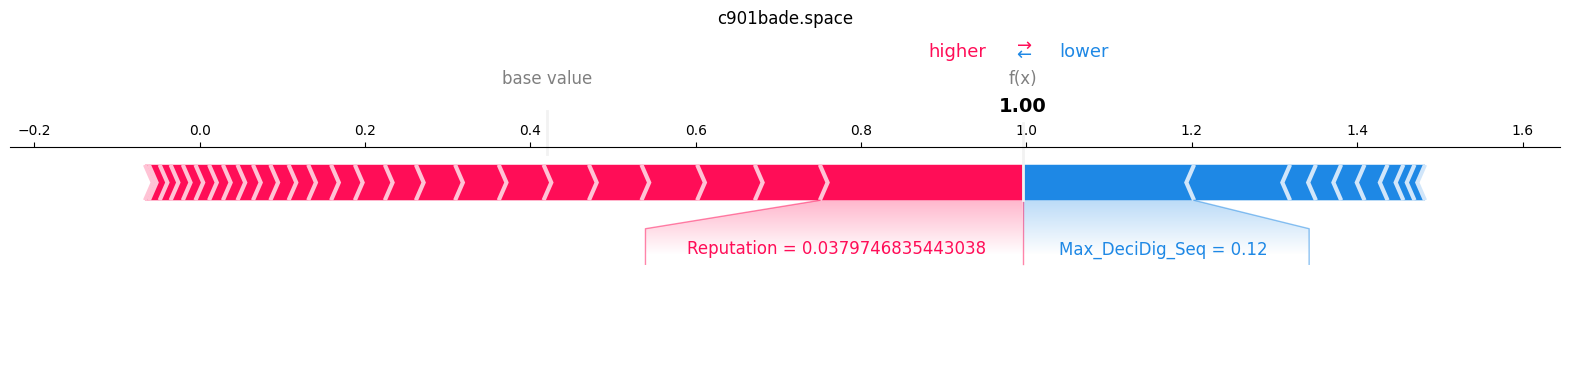 c901bade.space
higher → ← lower
base value f(x)
1.00
−0.2 0.0 0.2 0.4 0.6 0.8 1.0 1.2 1.4 1.6
Reputation = 0.0379746835443038 Max_DeciDig_Seq = 0.12